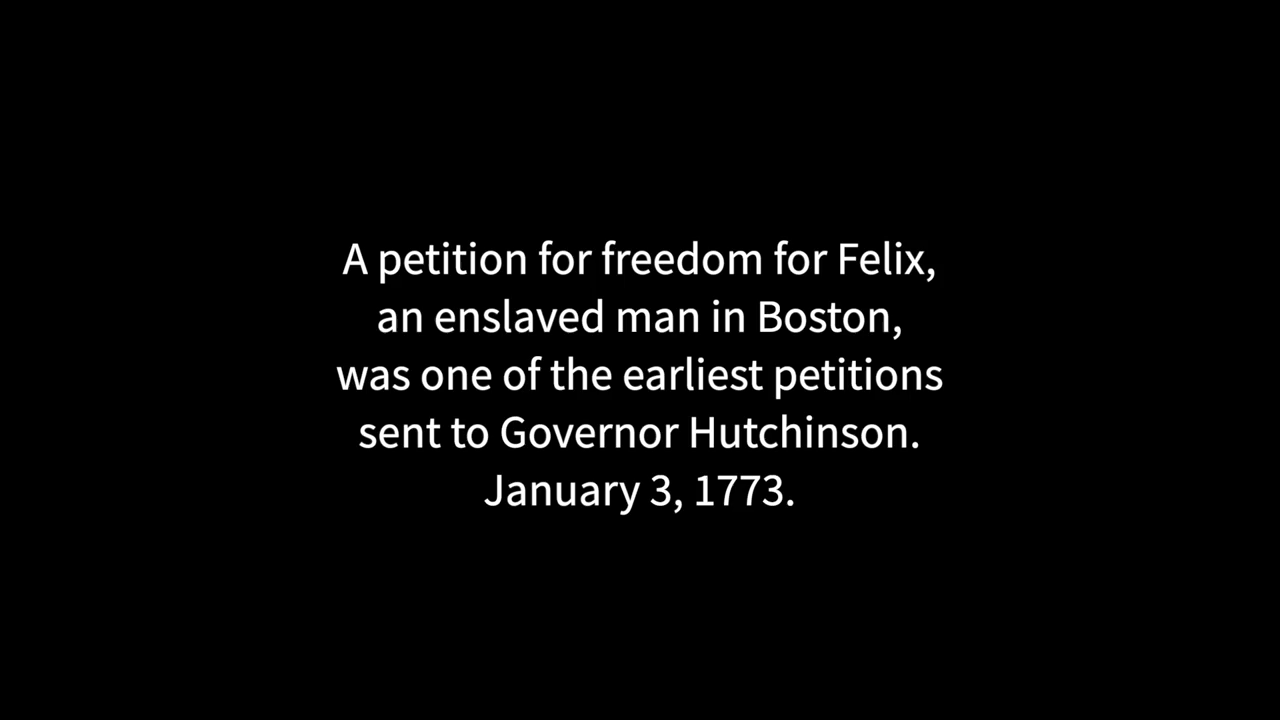 A petition for freedom for Felix,
an enslaved man in Boston,
was one of the earliest petitions
sent to Governor Hutchinson.
January 3, 1773.